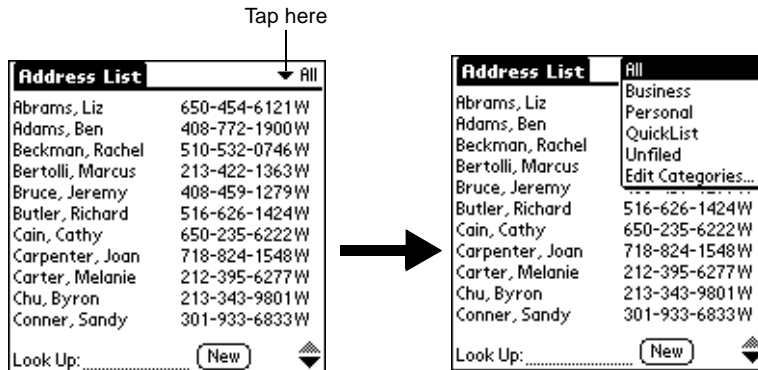 Tap here
Address List All
Abrams, Liz 650-454-6121W
Adams, Ben 408-772-1900W
Beckman, Rachel 510-532-0746W
Bertolli, Marcus 213-422-1363W
Bruce, Jeremy 408-459-1279W
Butler, Richard 516-626-1424W
Cain, Cathy 650-235-6222W
Carpenter, Joan 718-824-1548W
Carter, Melanie 212-395-6277W
Chu, Byron 213-343-9801W
Conner, Sandy 301-933-6833W
Look Up: New
Address List
All
Business
Personal
QuickList
Unfiled
Edit Categories...
Abrams, Liz
Adams, Ben
Beckman, Rachel
Bertolli, Marcus
Bruce, Jeremy
Butler, Richard 516-626-1424W
Cain, Cathy 650-235-6222W
Carpenter, Joan 718-824-1548W
Carter, Melanie 212-395-6277W
Chu, Byron 213-343-9801W
Conner, Sandy 301-933-6833W
Look Up: New